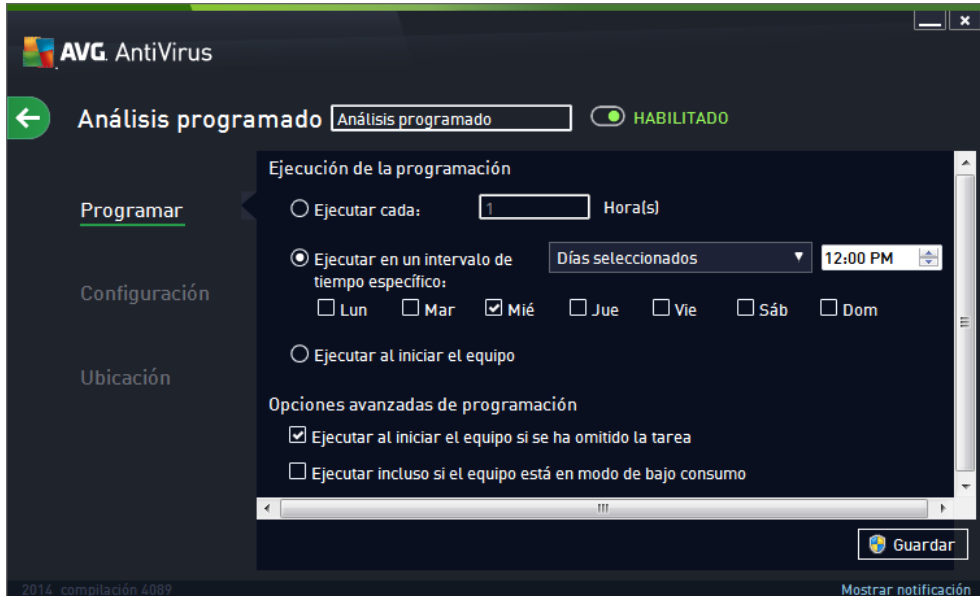 AVG. AntiVirus
Análisis programado Análisis programado HABILITADO
Programar
Configuración
Ubicación
Ejecución de la programación
Ejecutar cada: 1 Hora(s)
Ejecutar en un intervalo de tiempo específico: Días seleccionados 12:00 PM
Lun Mar Mié Jue Vie Sáb Dom
Ejecutar al iniciar el equipo
Opciones avanzadas de programación
Ejecutar al iniciar el equipo si se ha omitido la tarea
Ejecutar incluso si el equipo está en modo de bajo consumo
Guardar
2014 compilación 4089 Mostrar notificación